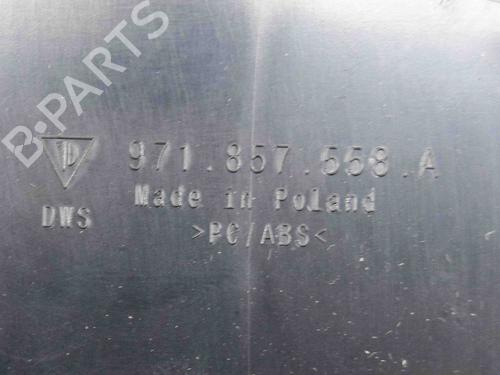 B-PARTS
971.857.558.A
Made in Poland
DWS
>PC/ABS<